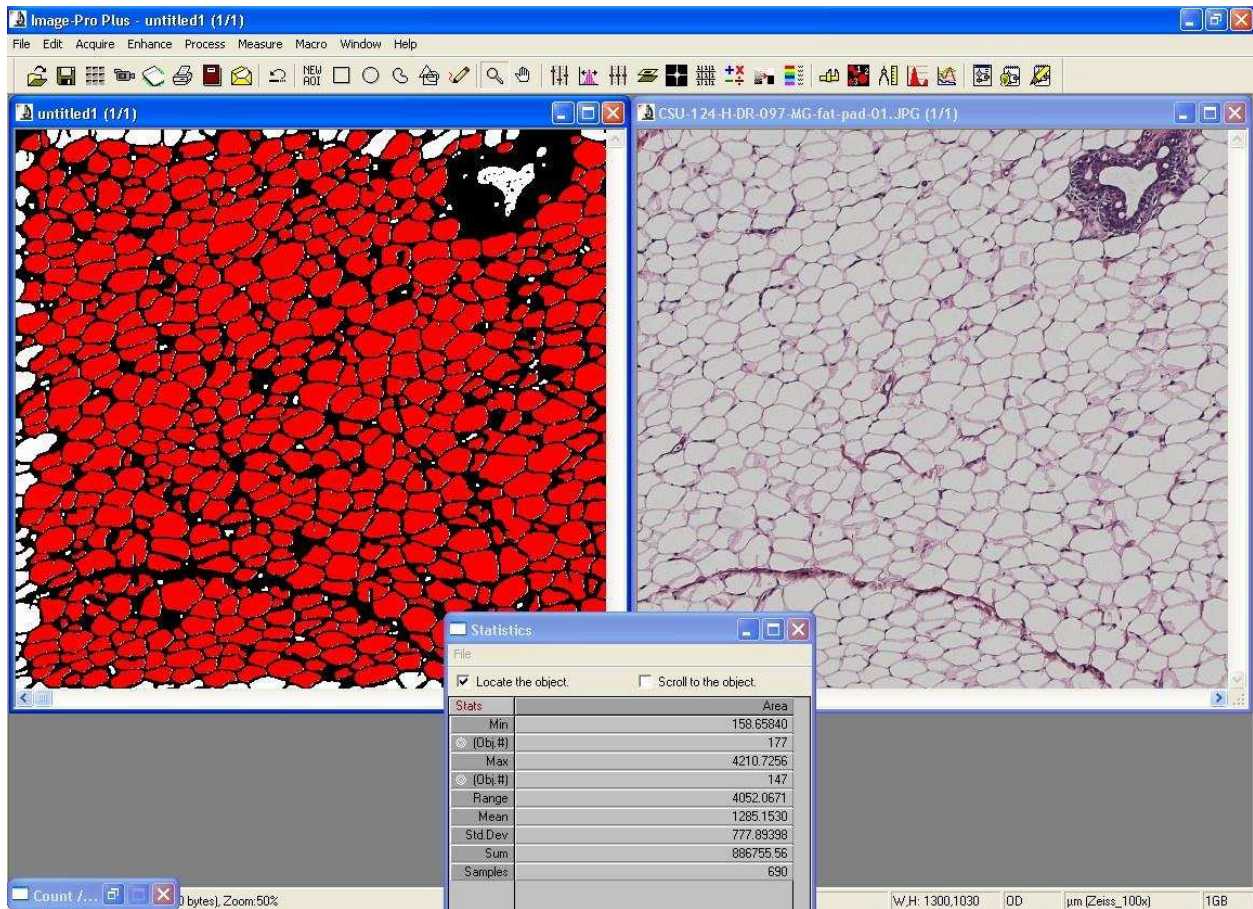 Image-Pro Plus - untitled1 (1/1)
File Edit Acquire Enhance Process Measure Macro Window Help
NEW AOI
untitled1 (1/1)
CSU-124-H-DR-097-MG-fat-pad-01.JPG (1/1)
Statistics
File
Locate the object. Scroll to the object.
Stats Area
Min 158.65840
(Obj.#) 177
Max 4210.7256
(Obj.#) 147
Range 4052.0671
Mean 1285.1530
Std.Dev 777.89398
Sum 886755.56
Samples 690
Count /... 0 bytes), Zoom:50% W,H: 1300,1030 OD µm (Zeiss_100x) 1GB